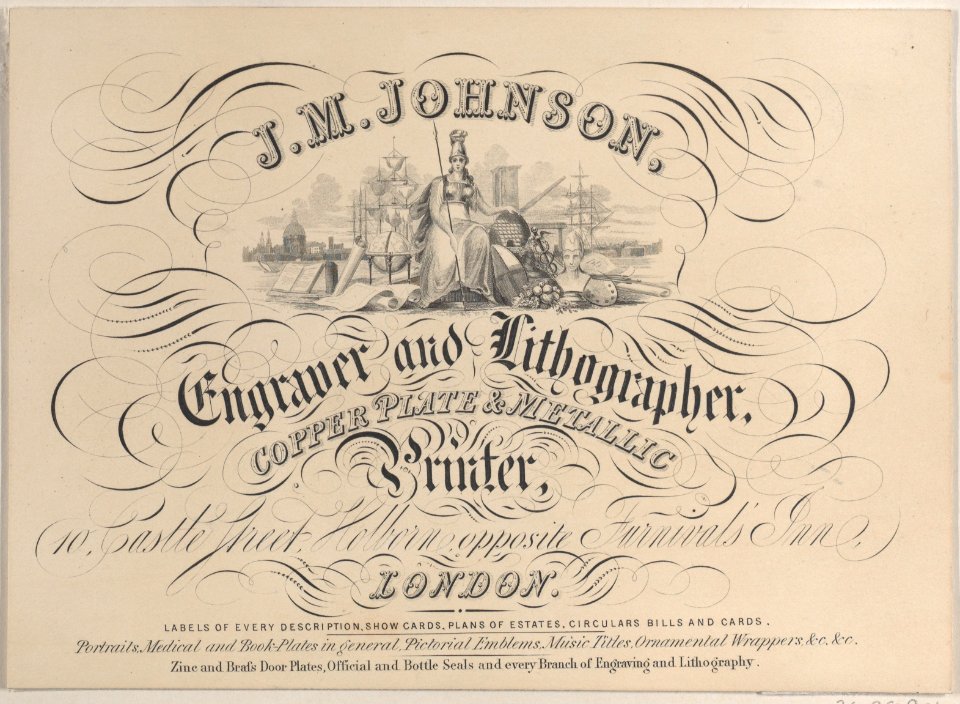 J. M. JOHNSON,
Engraver and Lithographer,
COPPER PLATE & METALLIC
Printer,
10, Castle Street, Holborn, opposite Furnivals' Inn,
LONDON.
LABELS OF EVERY DESCRIPTION, SHOW CARDS, PLANS OF ESTATES, CIRCULARS BILLS AND CARDS.
Portraits, Medical and Book-Plates in general, Pictorial Emblems, Music Titles, Ornamental Wrappers, &c. &c.
Zinc and Braſs Door Plates, Official and Bottle Seals and every Branch of Engraving and Lithography.